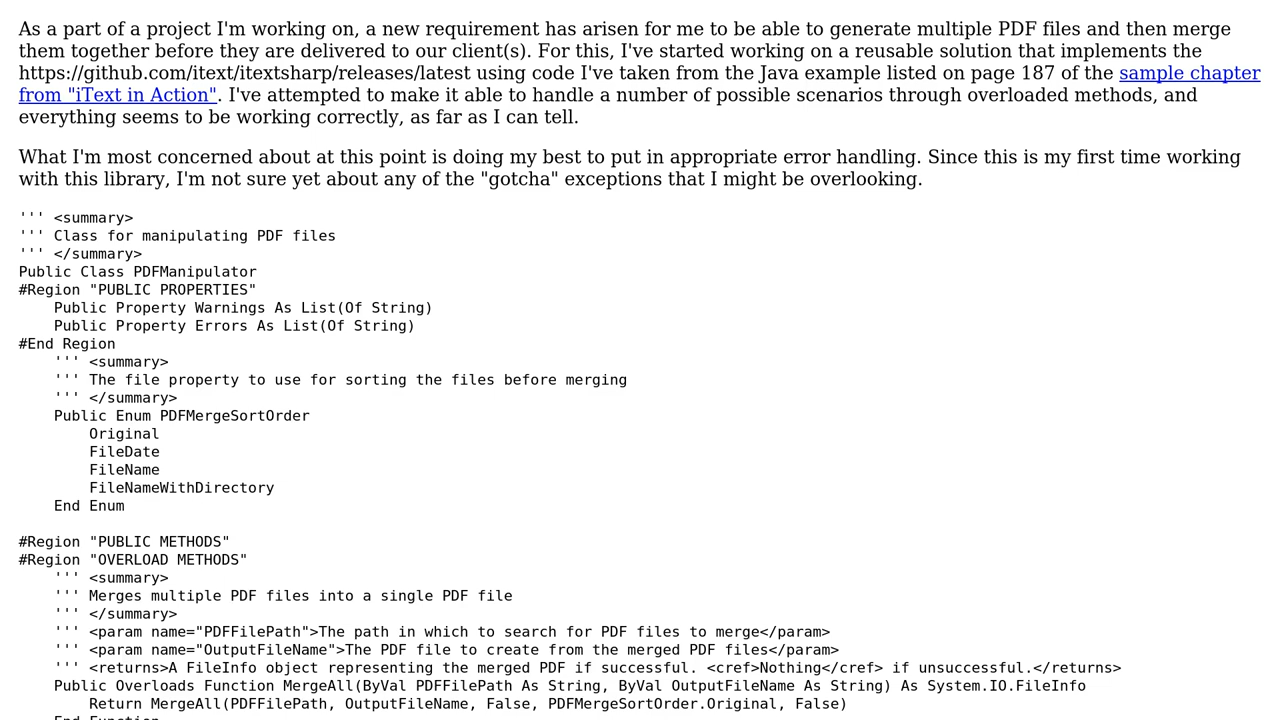 As a part of a project I'm working on, a new requirement has arisen for me to be able to generate multiple PDF files and then merge
them together before they are delivered to our client(s). For this, I've started working on a reusable solution that implements the
https://github.com/itext/itextsharp/releases/latest using code I've taken from the Java example listed on page 187 of the sample chapter
from "iText in Action". I've attempted to make it able to handle a number of possible scenarios through overloaded methods, and
everything seems to be working correctly, as far as I can tell.
What I'm most concerned about at this point is doing my best to put in appropriate error handling. Since this is my first time working
with this library, I'm not sure yet about any of the "gotcha" exceptions that I might be overlooking.
''' <summary>
''' Class for manipulating PDF files
''' </summary>
Public Class PDFManipulator
#Region "PUBLIC PROPERTIES"
    Public Property Warnings As List(Of String)
    Public Property Errors As List(Of String)
#End Region
    ''' <summary>
    ''' The file property to use for sorting the files before merging
    ''' </summary>
    Public Enum PDFMergeSortOrder
        Original
        FileDate
        FileName
        FileNameWithDirectory
    End Enum
#Region "PUBLIC METHODS"
#Region "OVERLOAD METHODS"
    ''' <summary>
    ''' Merges multiple PDF files into a single PDF file
    ''' </summary>
    ''' <param name="PDFFilePath">The path in which to search for PDF files to merge</param>
    ''' <param name="OutputFileName">The PDF file to create from the merged PDF files</param>
    ''' <returns>A FileInfo object representing the merged PDF if successful. <cref>Nothing</cref> if unsuccessful.</returns>
    Public Overloads Function MergeAll(ByVal PDFFilePath As String, ByVal OutputFileName As String) As System.IO.FileInfo
        Return MergeAll(PDFFilePath, OutputFileName, False, PDFMergeSortOrder.Original, False)
    End Function